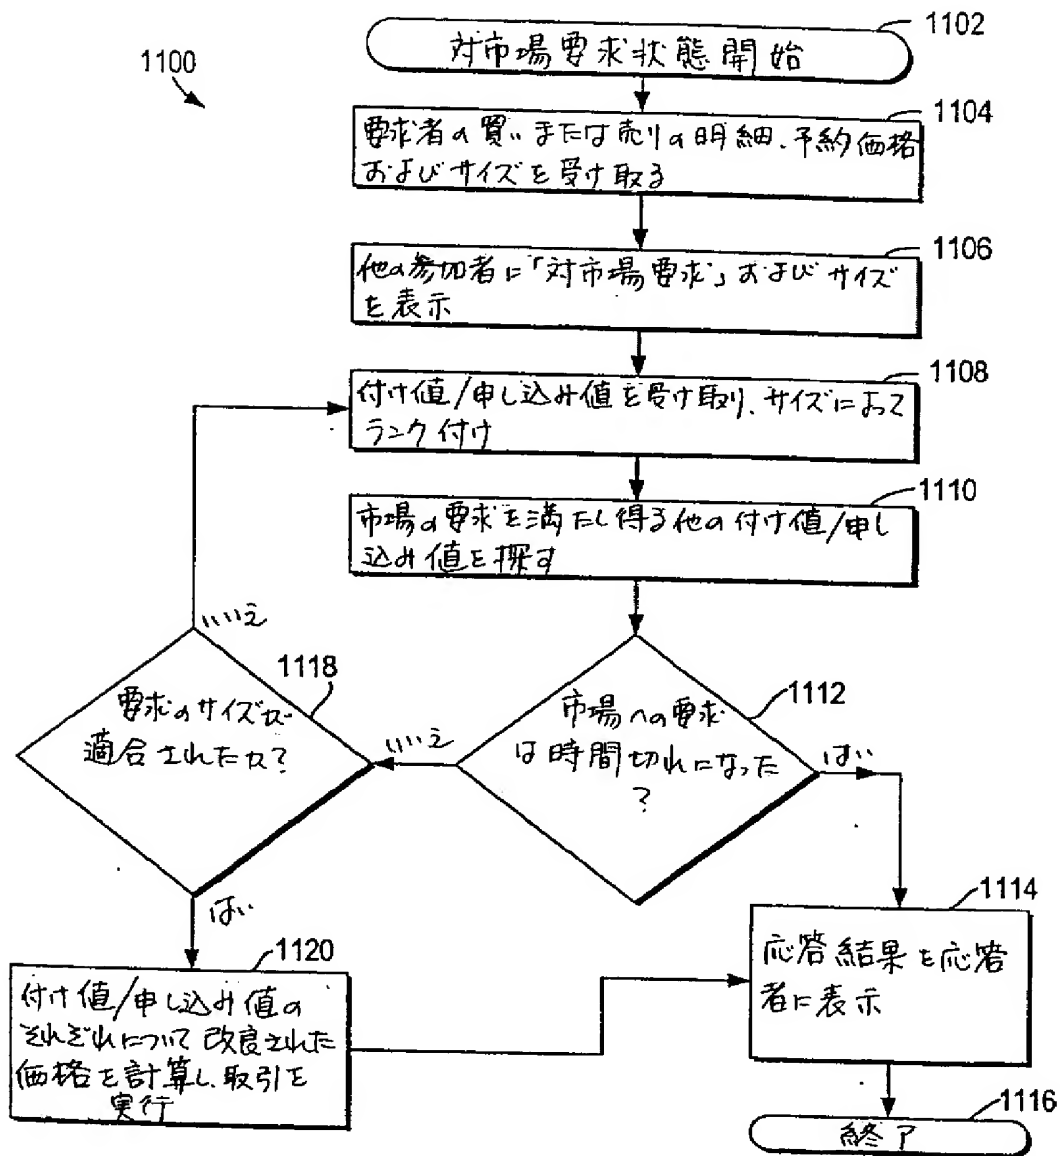 1100
1102
対市場要求状態開始
1104
要求者の買いまたは売りの明細、予約価格
およびサイズを受け取る
1106
他の参加者に「対市場要求」およびサイズ
を表示
1108
付け値/申し込み値を受け取り、サイズによって
ランク付け
1110
市場の要求を満たし得る他の付け値/申し
込み値を探す
1112
市場への要求
は時間切れになった
?
いいえ
はい
1118
要求のサイズが
適合されたか?
いいえ
はい
1120
付け値/申し込み値の
それぞれについて改良された
価格を計算し、取引を
実行
1114
応答結果を応答
者に表示
1116
終了